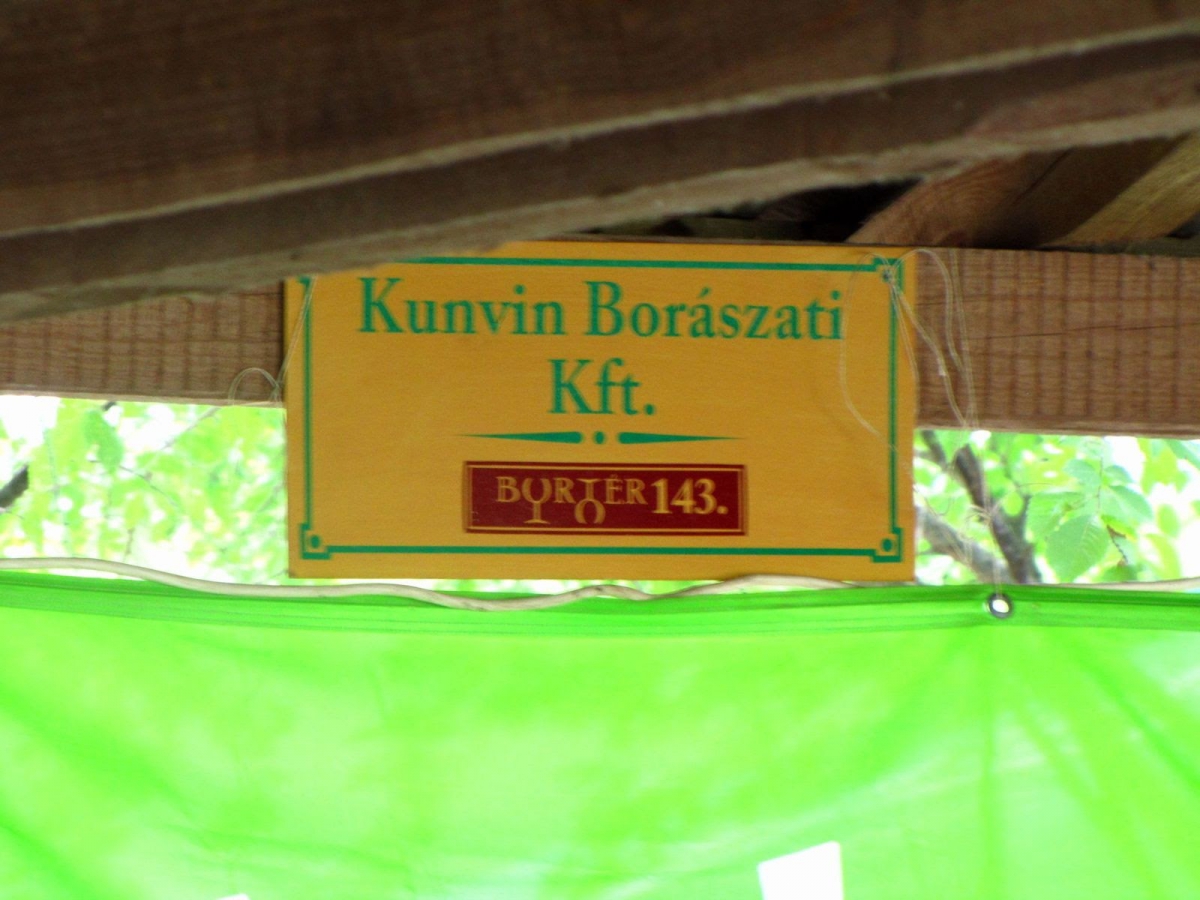 Kunvin Borászati
Kft.
BORTÉR 143.